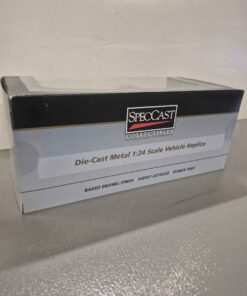 SPECCAST
COLLECTIBLES
Die-Cast Metal 1:24 Scale Vehicle Replica
BAKED ENAMEL FINISH HIGHLY DETAILED RUBBER TIRES